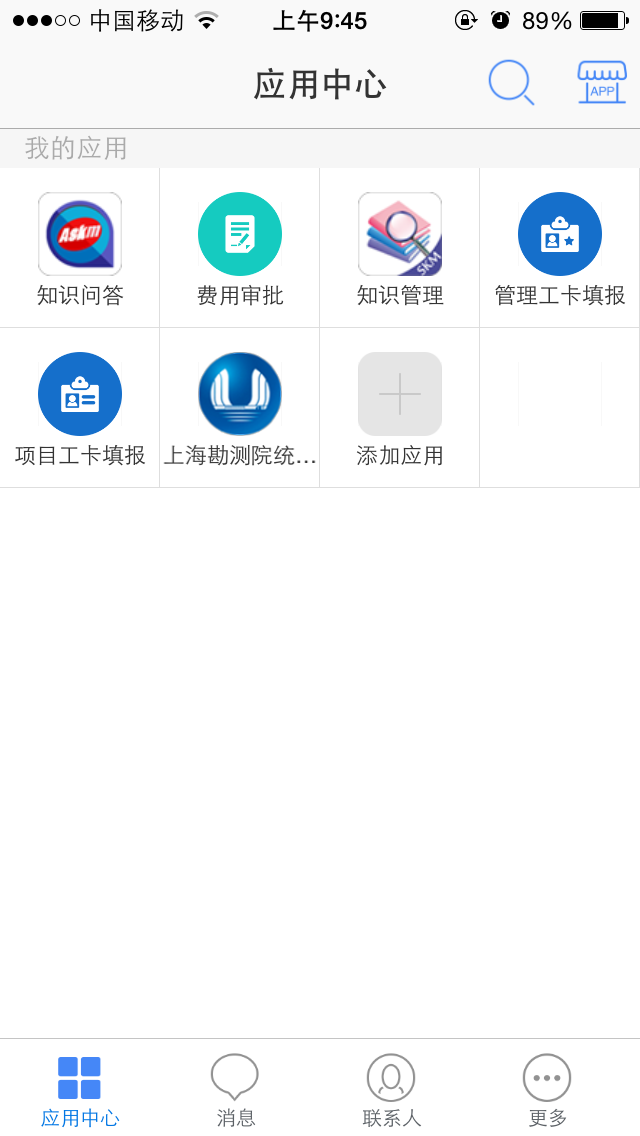 中国移动 上午9:45 89%
应用中心 APP
我的应用
Askm SKM
知识问答 费用审批 知识管理 管理工卡填报
项目工卡填报 上海勘测院统... 添加应用
应用中心 消息 联系人 更多